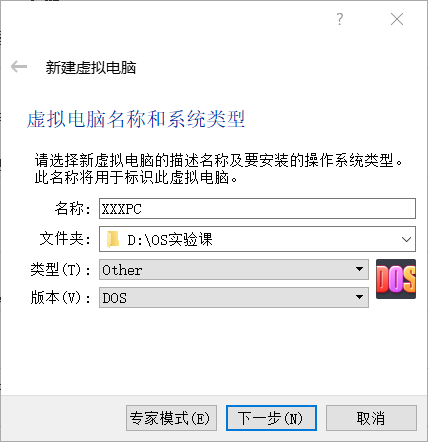 ?
新建虚拟电脑
虚拟电脑名称和系统类型
请选择新虚拟电脑的描述名称及要安装的操作系统类型。
此名称将用于标识此虚拟电脑。
名称: XXXPC
文件夹: D:\OS实验课
类型(T): Other
DOS
版本(V): DOS
专家模式(E) 下一步(N) 取消